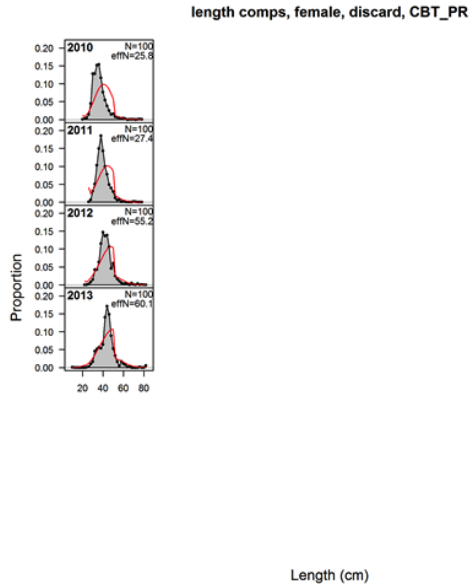 length comps, female, discard, CBT_PR
2010 N=100
effN=25.8
0.20
0.15
0.10
0.05
0.00
2011 N=100
effN=27.4
0.20
0.15
0.10
0.05
0.00
2012 N=100
effN=55.2
0.20
0.15
0.10
0.05
0.00
2013 N=100
effN=60.1
0.20
0.15
0.10
0.05
0.00
20 40 60 80
Proportion
Length (cm)